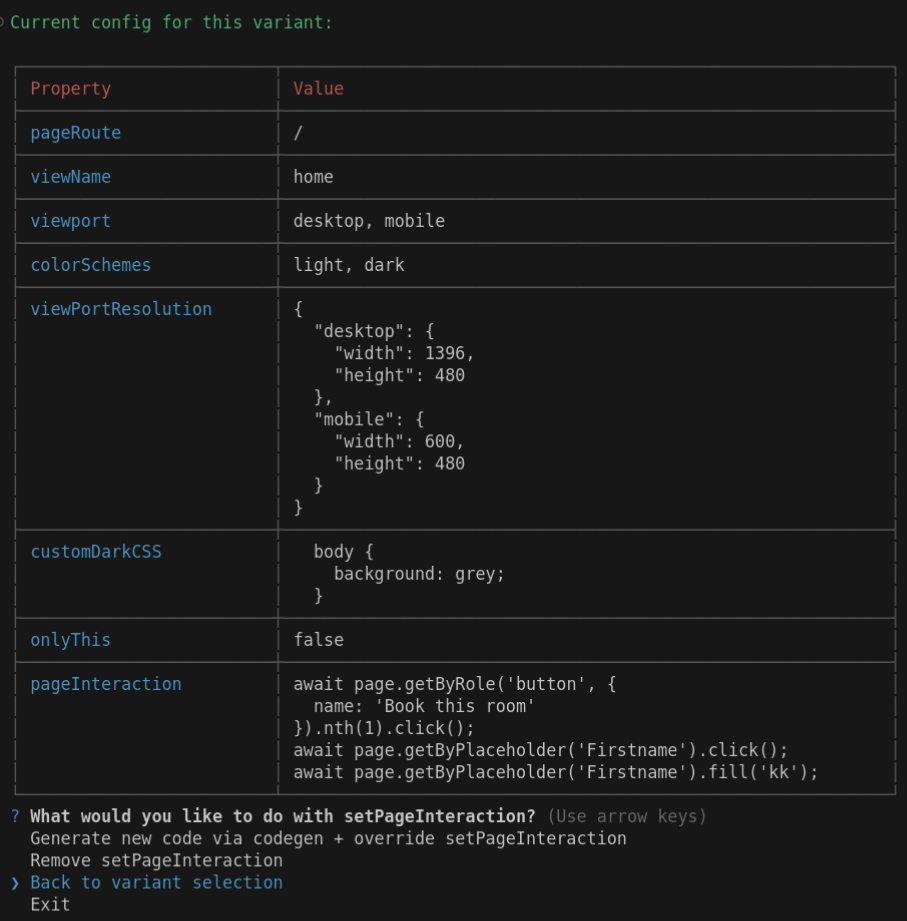 Current config for this variant:
Property Value
pageRoute /
viewName home
viewport desktop, mobile
colorSchemes light, dark
viewPortResolution {
"desktop": {
"width": 1396,
"height": 480
},
"mobile": {
"width": 600,
"height": 480
}
}
customDarkCSS body {
background: grey;
}
onlyThis false
pageInteraction await page.getByRole('button', {
name: 'Book this room'
}).nth(1).click();
await page.getByPlaceholder('Firstname').click();
await page.getByPlaceholder('Firstname').fill('kk');
? What would you like to do with setPageInteraction? (Use arrow keys)
Generate new code via codegen + override setPageInteraction
Remove setPageInteraction
❯ Back to variant selection
Exit